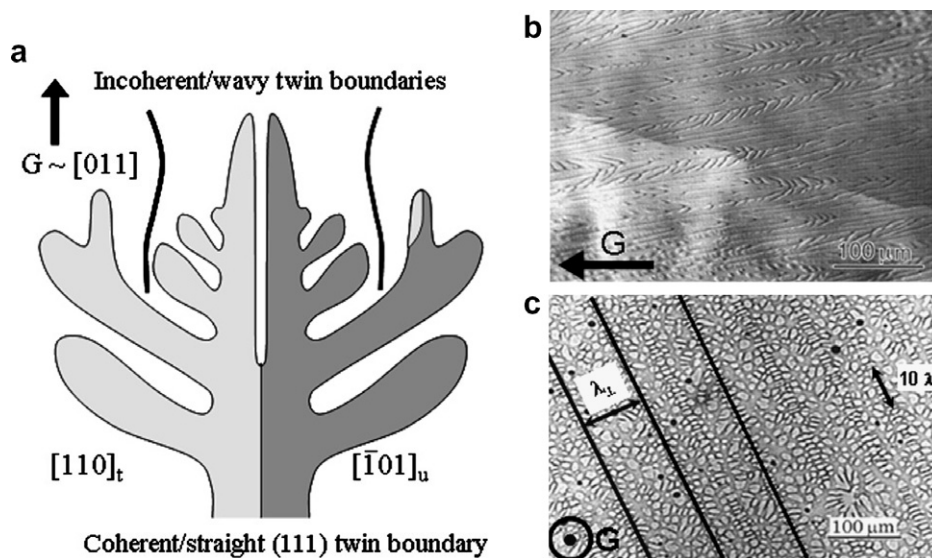 a
Incoherent/wavy twin boundaries
G ~ [011]
[110]t
[1̄01]u
Coherent/straight (111) twin boundary
b
G
100 μm
c
λ⊥
10 λ
G
100 μm